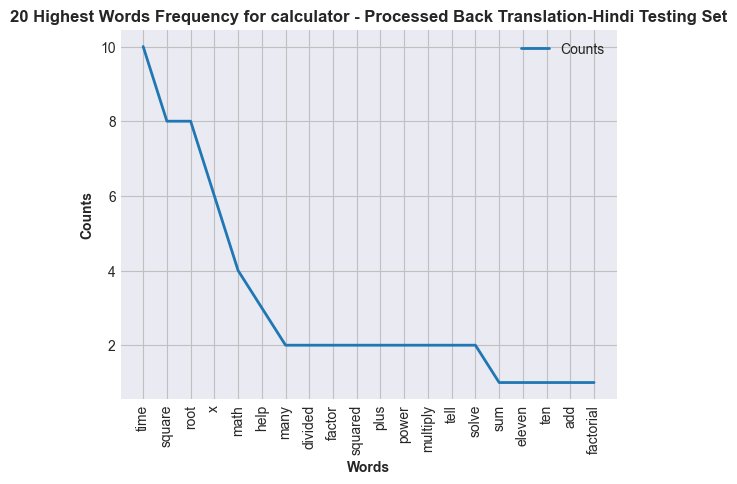 20 Highest Words Frequency for calculator - Processed Back Translation-Hindi Testing Set
Counts
10
8
6
4
2
Counts
time
square
root
x
math
help
many
divided
factor
squared
plus
power
multiply
tell
solve
sum
eleven
ten
add
factorial
Words